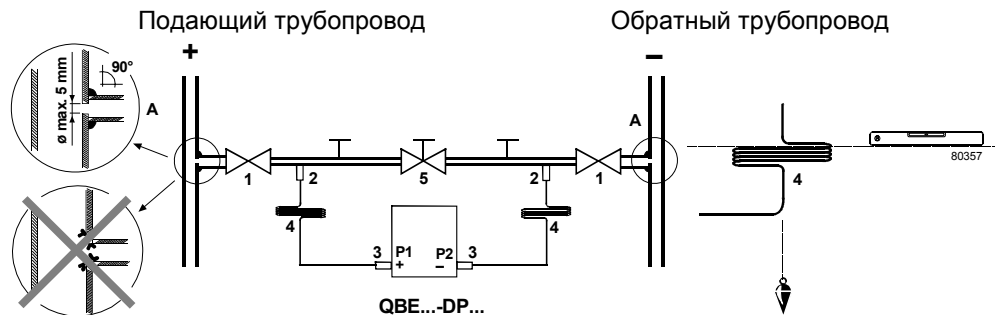 Подающий трубопровод
Обратный трубопровод
+
–
90°
ø max. 5 mm
A
A
1
2
5
2
1
4
4
3
P1
+
P2
–
3
QBE...-DP...
80357
4